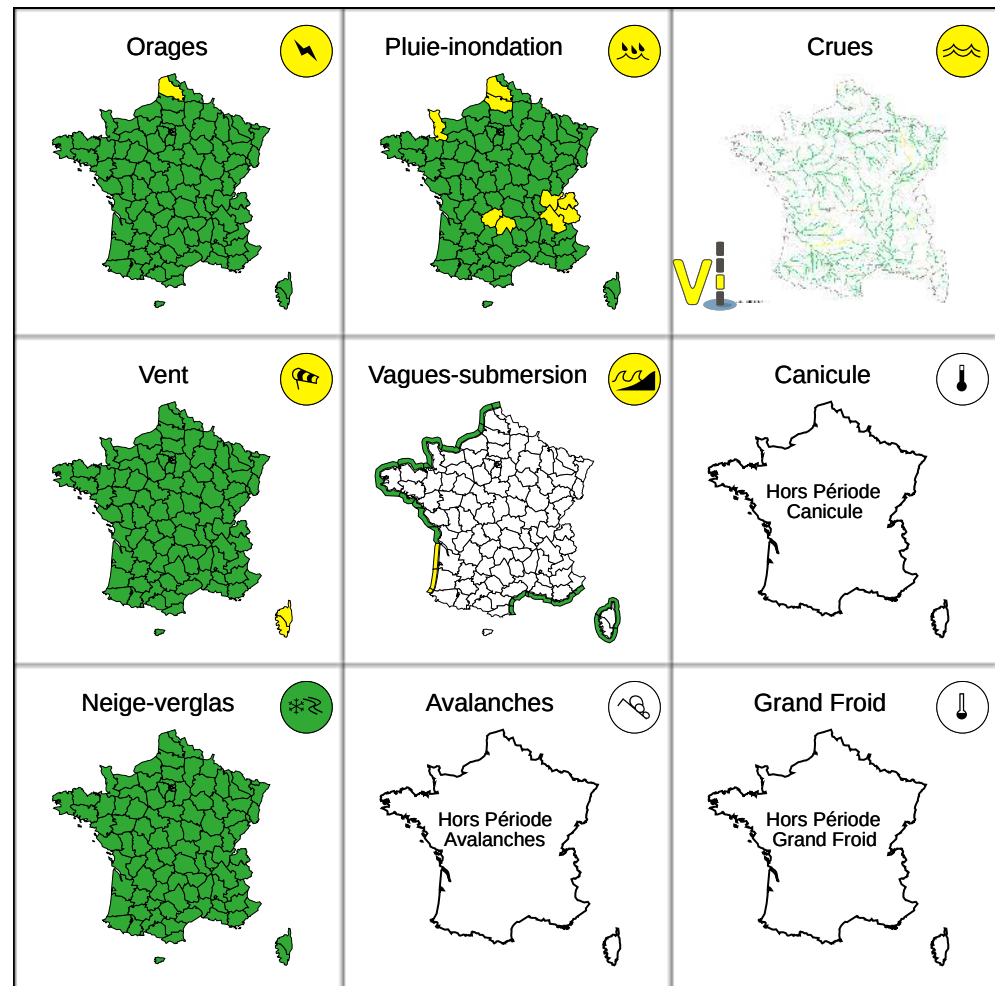 Orages
Pluie-inondation
Crues
Vi
Vent
Vagues-submersion
Canicule
Hors Période
Canicule
Neige-verglas
Avalanches
Grand Froid
Hors Période
Avalanches
Hors Période
Grand Froid